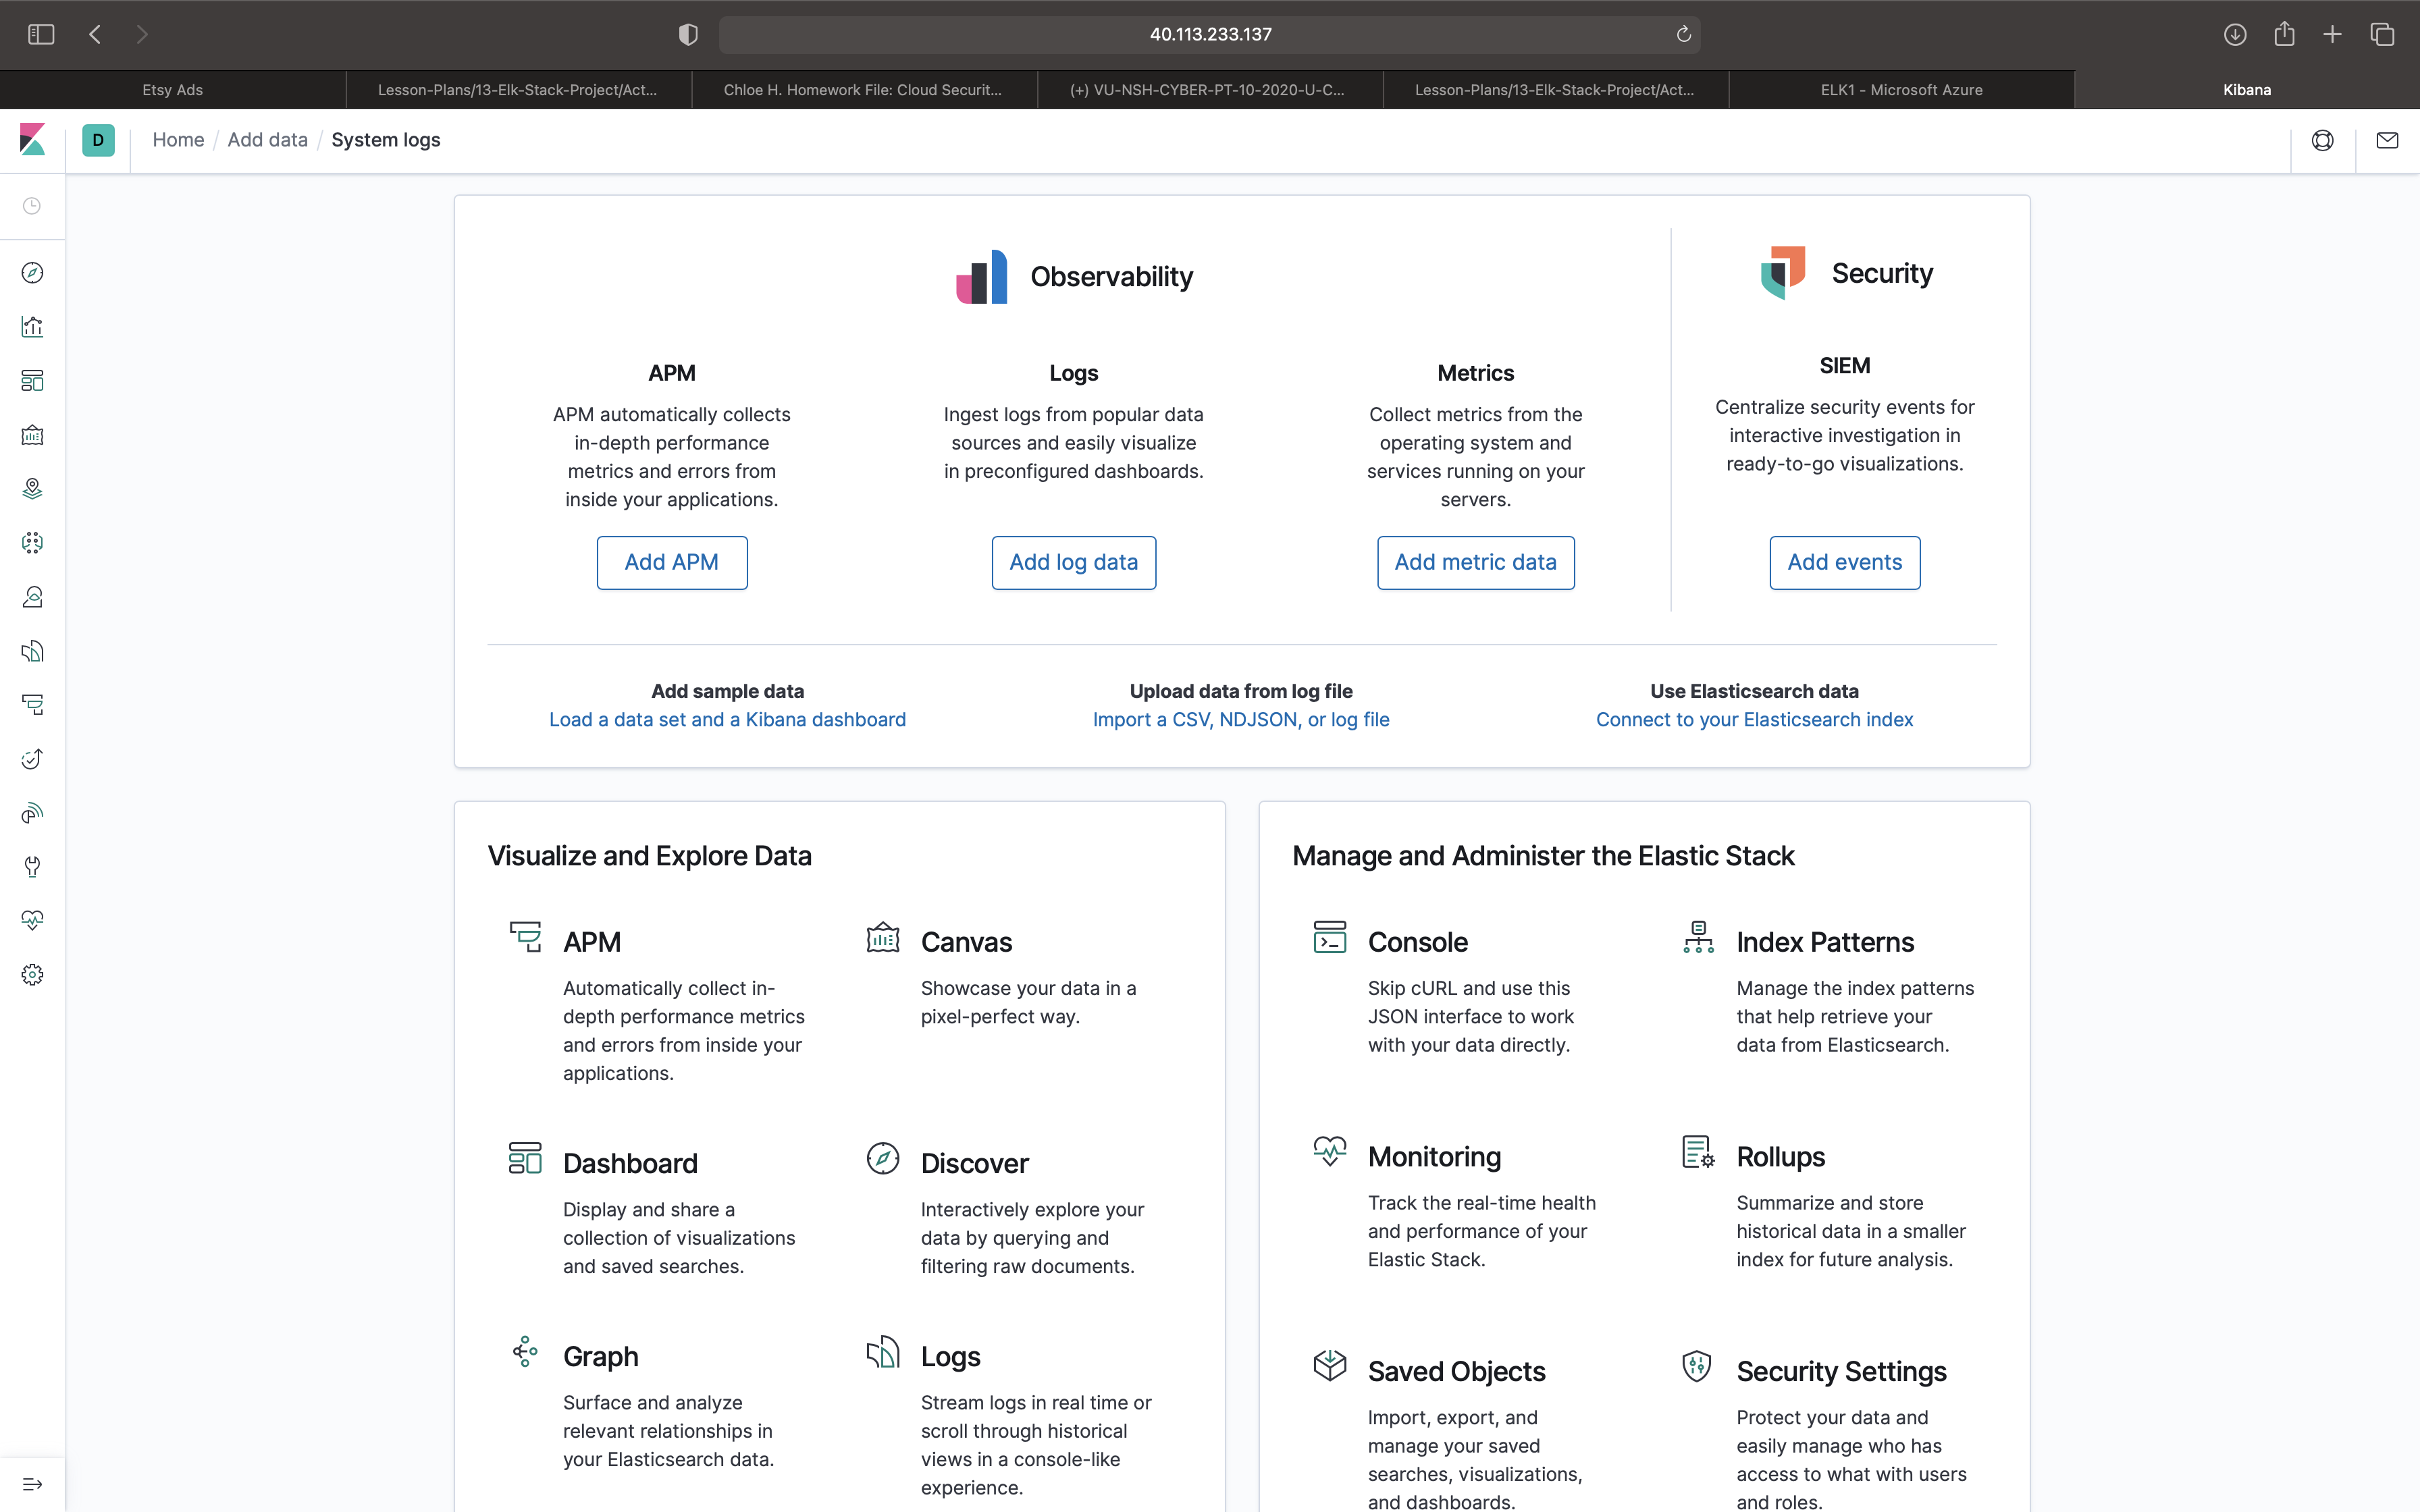 40.113.233.137
Etsy Ads
Lesson-Plans/13-Elk-Stack-Project/Act...
Chloe H. Homework File: Cloud Securit...
(+) VU-NSH-CYBER-PT-10-2020-U-C...
Lesson-Plans/13-Elk-Stack-Project/Act...
ELK1 - Microsoft Azure
Kibana
D
Home / Add data / System logs
Observability
Security
APM
APM automatically collects
in-depth performance
metrics and errors from
inside your applications.
Add APM
Logs
Ingest logs from popular data
sources and easily visualize
in preconfigured dashboards.
Add log data
Metrics
Collect metrics from the
operating system and
services running on your
servers.
Add metric data
SIEM
Centralize security events for
interactive investigation in
ready-to-go visualizations.
Add events
Add sample data
Load a data set and a Kibana dashboard
Upload data from log file
Import a CSV, NDJSON, or log file
Use Elasticsearch data
Connect to your Elasticsearch index
Visualize and Explore Data
APM
Automatically collect in-
depth performance metrics
and errors from inside your
applications.
Canvas
Showcase your data in a
pixel-perfect way.
Dashboard
Display and share a
collection of visualizations
and saved searches.
Discover
Interactively explore your
data by querying and
filtering raw documents.
Graph
Surface and analyze
relevant relationships in
your Elasticsearch data.
Logs
Stream logs in real time or
scroll through historical
views in a console-like
experience.
Manage and Administer the Elastic Stack
Console
Skip cURL and use this
JSON interface to work
with your data directly.
Index Patterns
Manage the index patterns
that help retrieve your
data from Elasticsearch.
Monitoring
Track the real-time health
and performance of your
Elastic Stack.
Rollups
Summarize and store
historical data in a smaller
index for future analysis.
Saved Objects
Import, export, and
manage your saved
searches, visualizations,
and dashboards.
Security Settings
Protect your data and
easily manage who has
access to what with users
and roles.